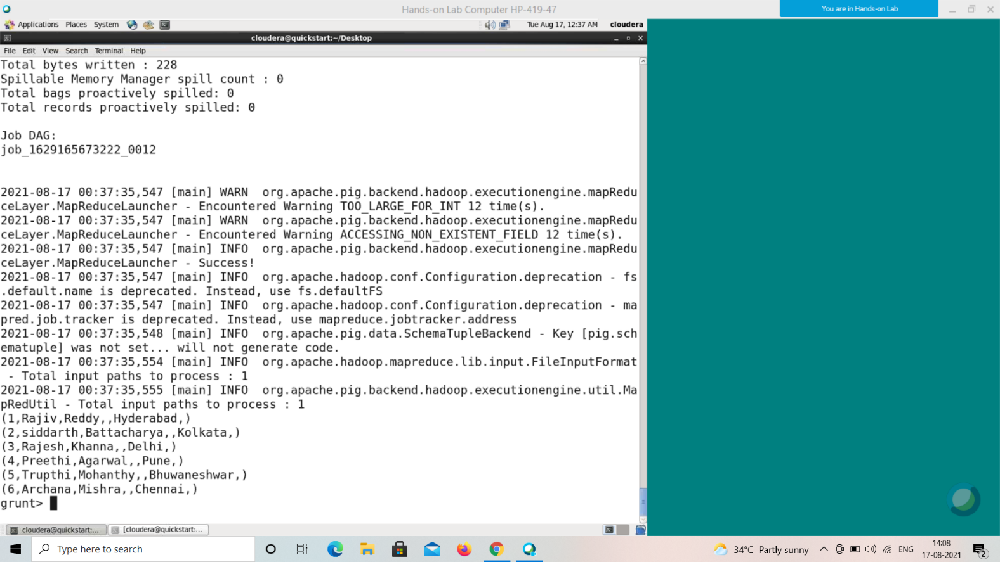 Hands-on Lab Computer HP-419-47
You are in Hands-on Lab
Applications Places System
Tue Aug 17, 12:37 AM cloudera
cloudera@quickstart:~/Desktop
File Edit View Search Terminal Help
Total bytes written : 228
Spillable Memory Manager spill count : 0
Total bags proactively spilled: 0
Total records proactively spilled: 0
Job DAG:
job_1629165673222_0012
2021-08-17 00:37:35,547 [main] WARN  org.apache.pig.backend.hadoop.executionengine.mapRedu
ceLayer.MapReduceLauncher - Encountered Warning TOO_LARGE_FOR_INT 12 time(s).
2021-08-17 00:37:35,547 [main] WARN  org.apache.pig.backend.hadoop.executionengine.mapRedu
ceLayer.MapReduceLauncher - Encountered Warning ACCESSING_NON_EXISTENT_FIELD 12 time(s).
2021-08-17 00:37:35,547 [main] INFO  org.apache.pig.backend.hadoop.executionengine.mapRedu
ceLayer.MapReduceLauncher - Success!
2021-08-17 00:37:35,547 [main] INFO  org.apache.hadoop.conf.Configuration.deprecation - fs
.default.name is deprecated. Instead, use fs.defaultFS
2021-08-17 00:37:35,547 [main] INFO  org.apache.hadoop.conf.Configuration.deprecation - ma
pred.job.tracker is deprecated. Instead, use mapreduce.jobtracker.address
2021-08-17 00:37:35,548 [main] INFO  org.apache.pig.data.SchemaTupleBackend - Key [pig.sch
ematuple] was not set... will not generate code.
2021-08-17 00:37:35,554 [main] INFO  org.apache.hadoop.mapreduce.lib.input.FileInputFormat
 - Total input paths to process : 1
2021-08-17 00:37:35,555 [main] INFO  org.apache.pig.backend.hadoop.executionengine.util.Ma
pRedUtil - Total input paths to process : 1
(1,Rajiv,Reddy,,Hyderabad,)
(2,siddarth,Battacharya,,Kolkata,)
(3,Rajesh,Khanna,,Delhi,)
(4,Preethi,Agarwal,,Pune,)
(5,Trupthi,Mohanthy,,Bhuwaneshwar,)
(6,Archana,Mishra,,Chennai,)
grunt>
cloudera@quickstart:... [cloudera@quickstart:...
Type here to search
34°C Partly sunny
ENG
14:08
17-08-2021
2